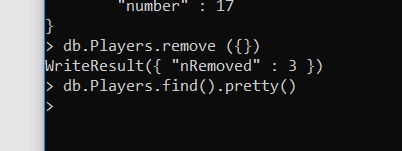 "number" : 17
}
> db.Players.remove ({})
WriteResult({ "nRemoved" : 3 })
> db.Players.find().pretty()
>